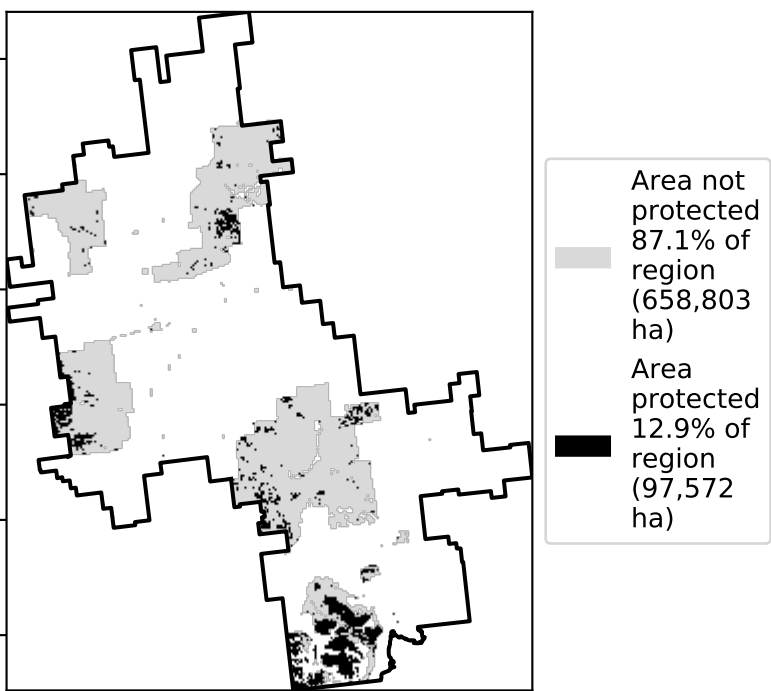 Area not
protected
87.1% of
region
(658,803
ha)
Area
protected
12.9% of
region
(97,572
ha)